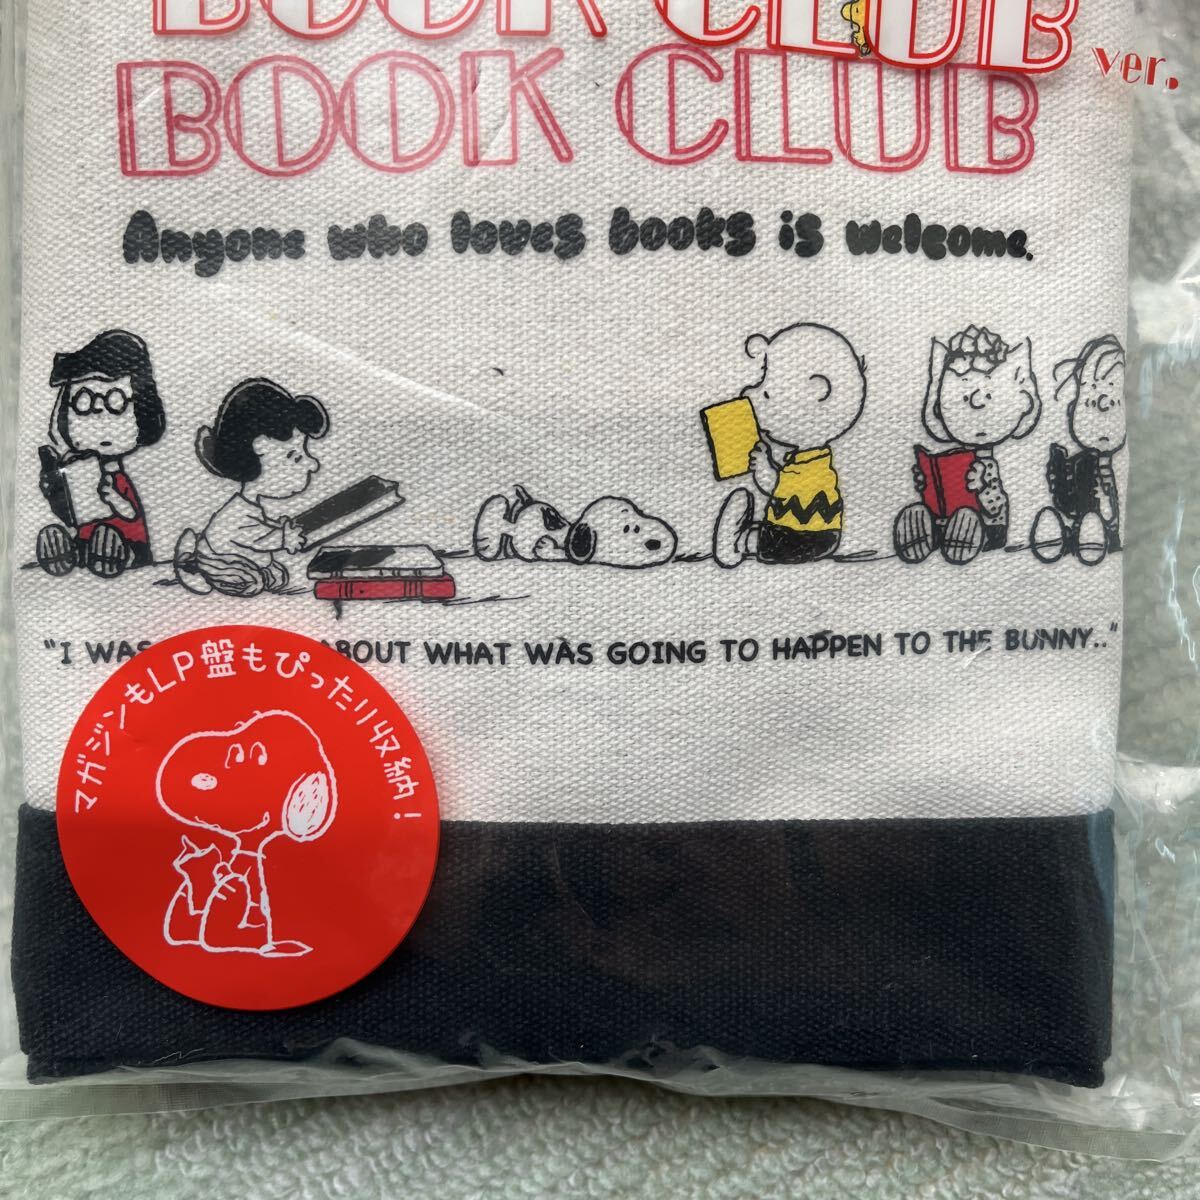 BOOK CLUB
ver.
BOOK CLUB
Anyone who loves books is welcome.
"I WAS BOUT WHAT WAS GOING TO HAPPEN TO THE BUNNY.."
マガジンもLP盤もぴったり収納!